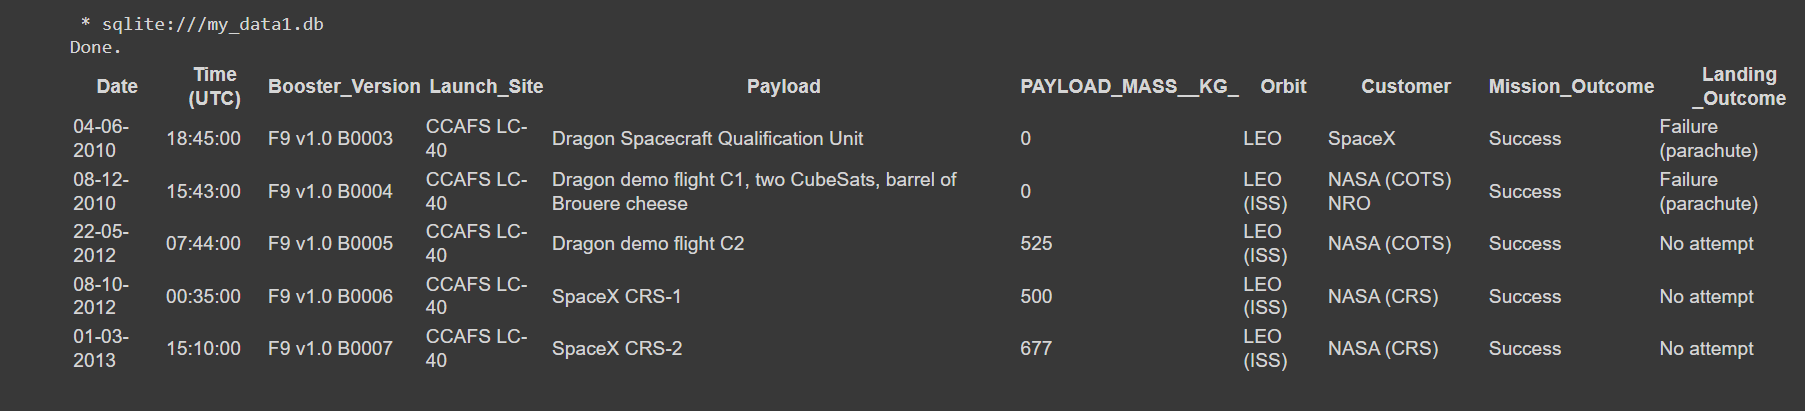 * sqlite:///my_data1.db
Done.
Date Time (UTC) Booster_Version Launch_Site Payload PAYLOAD_MASS__KG_ Orbit Customer Mission_Outcome Landing _Outcome
04-06-2010 18:45:00 F9 v1.0 B0003 CCAFS LC-40 Dragon Spacecraft Qualification Unit 0 LEO SpaceX Success Failure (parachute)
08-12-2010 15:43:00 F9 v1.0 B0004 CCAFS LC-40 Dragon demo flight C1, two CubeSats, barrel of Brouere cheese 0 LEO (ISS) NASA (COTS) NRO Success Failure (parachute)
22-05-2012 07:44:00 F9 v1.0 B0005 CCAFS LC-40 Dragon demo flight C2 525 LEO (ISS) NASA (COTS) Success No attempt
08-10-2012 00:35:00 F9 v1.0 B0006 CCAFS LC-40 SpaceX CRS-1 500 LEO (ISS) NASA (CRS) Success No attempt
01-03-2013 15:10:00 F9 v1.0 B0007 CCAFS LC-40 SpaceX CRS-2 677 LEO (ISS) NASA (CRS) Success No attempt